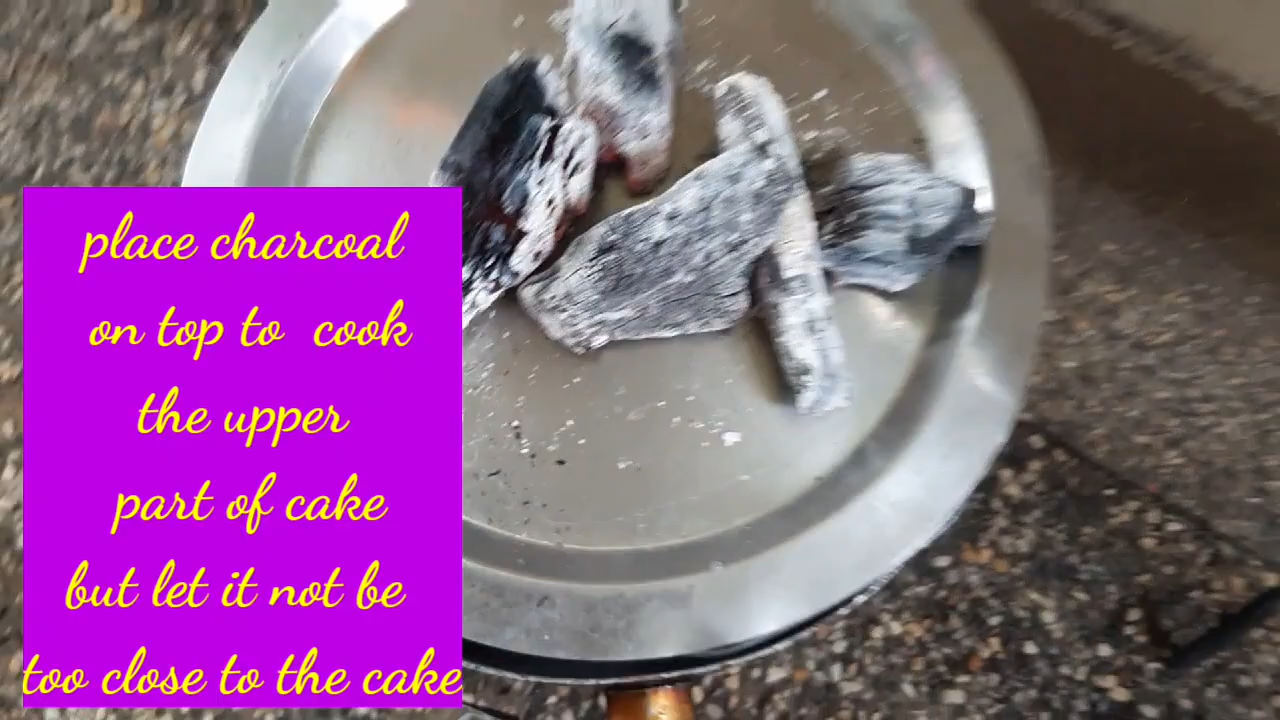 place charcoal
on top to cook
the upper
part of cake
but let it not be
too close to the cake